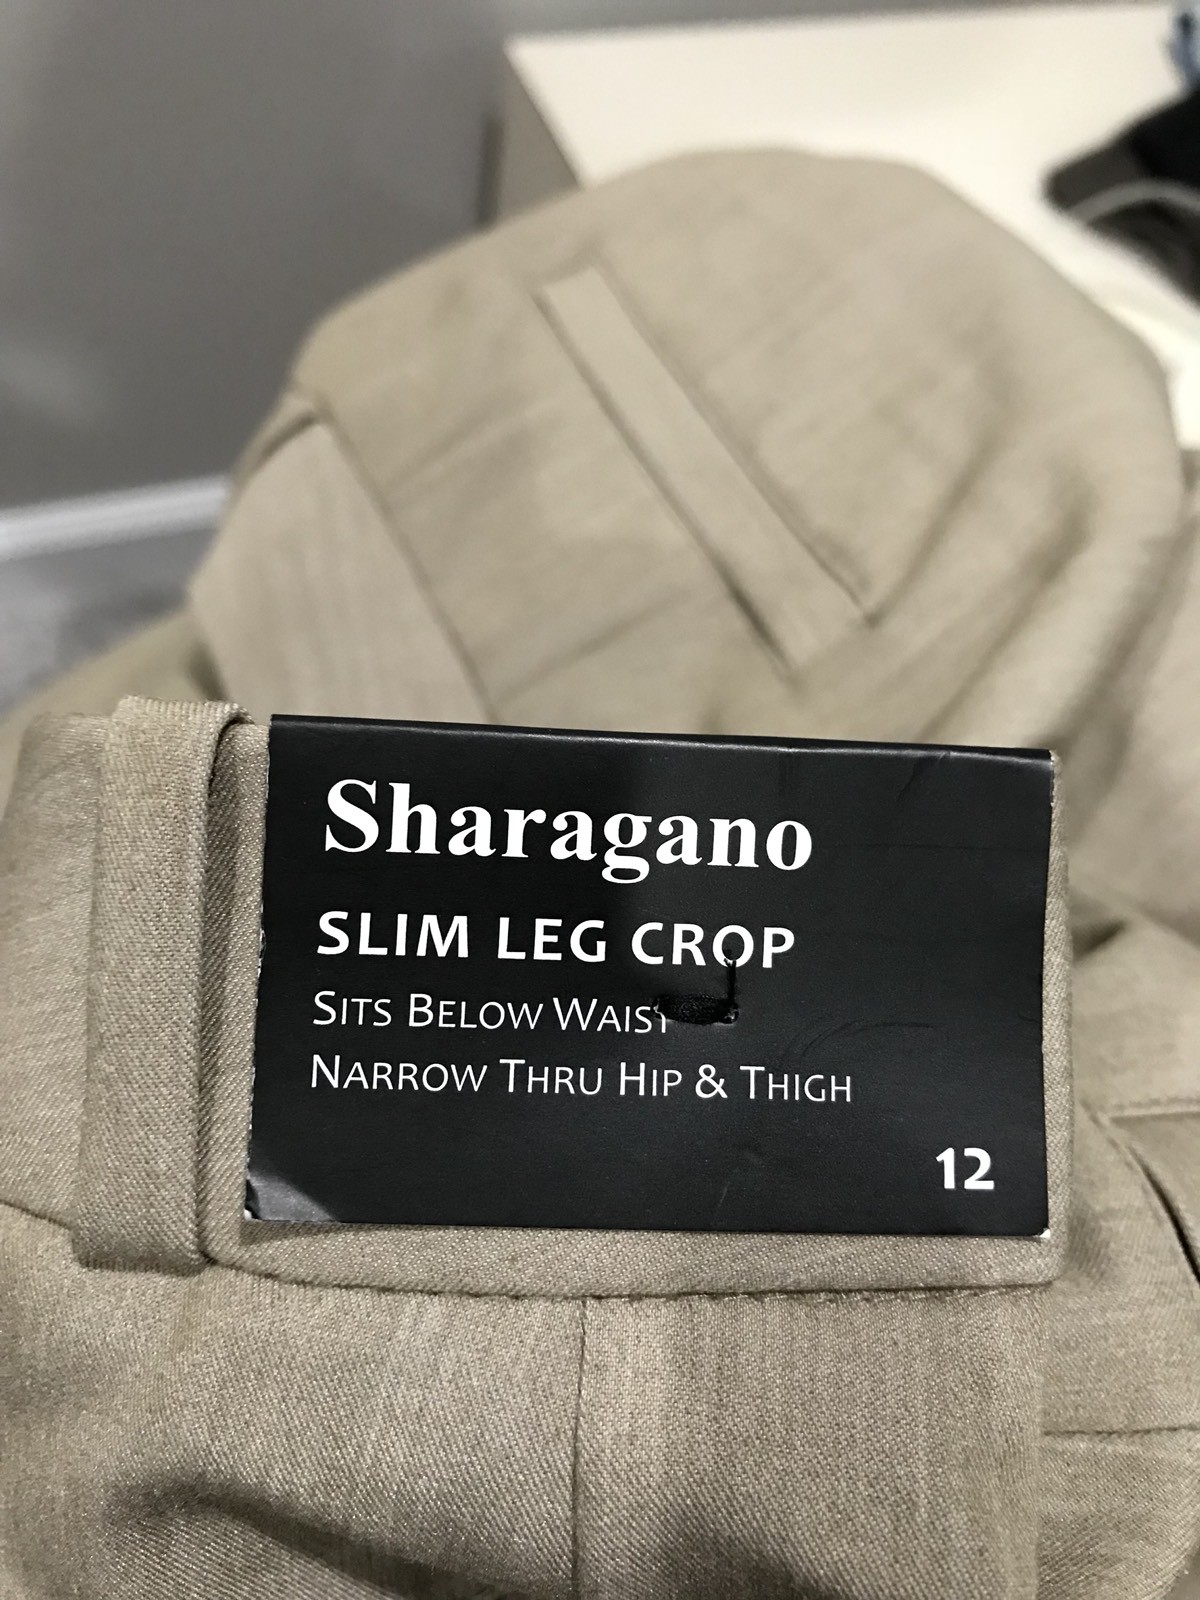 Sharagano
SLIM LEG CROP
SITS BELOW WAIST
NARROW THRU HIP & THIGH
12